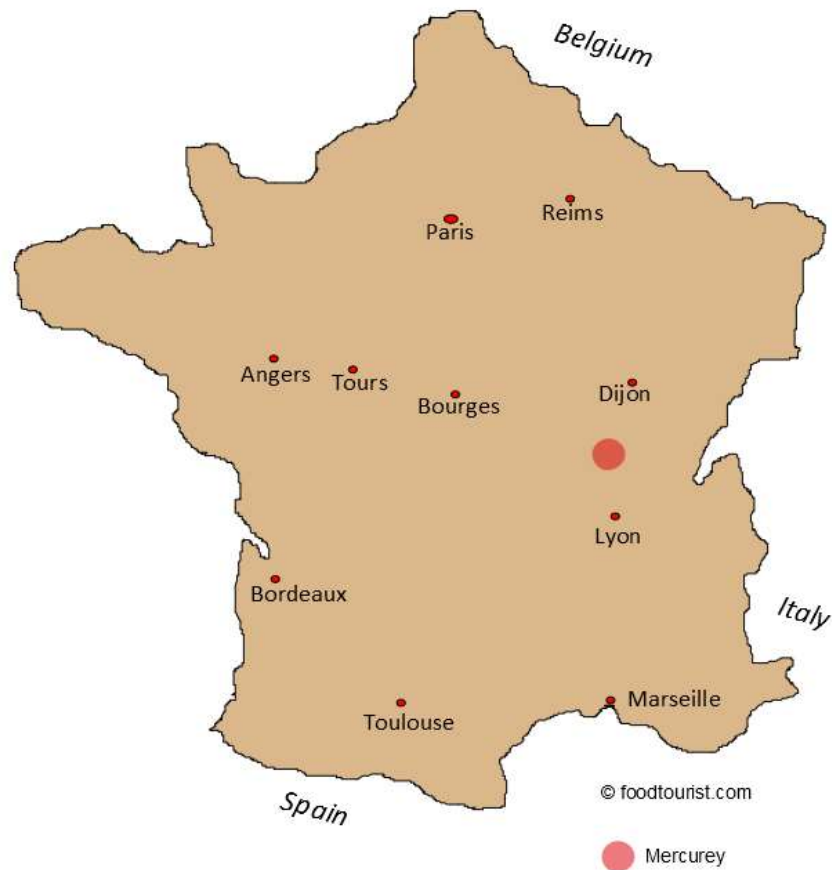 Belgium
Reims
Paris
Angers
Tours
Bourges
Dijon
Lyon
Bordeaux
Italy
Toulouse
Marseille
Spain
© foodtourist.com
Mercurey